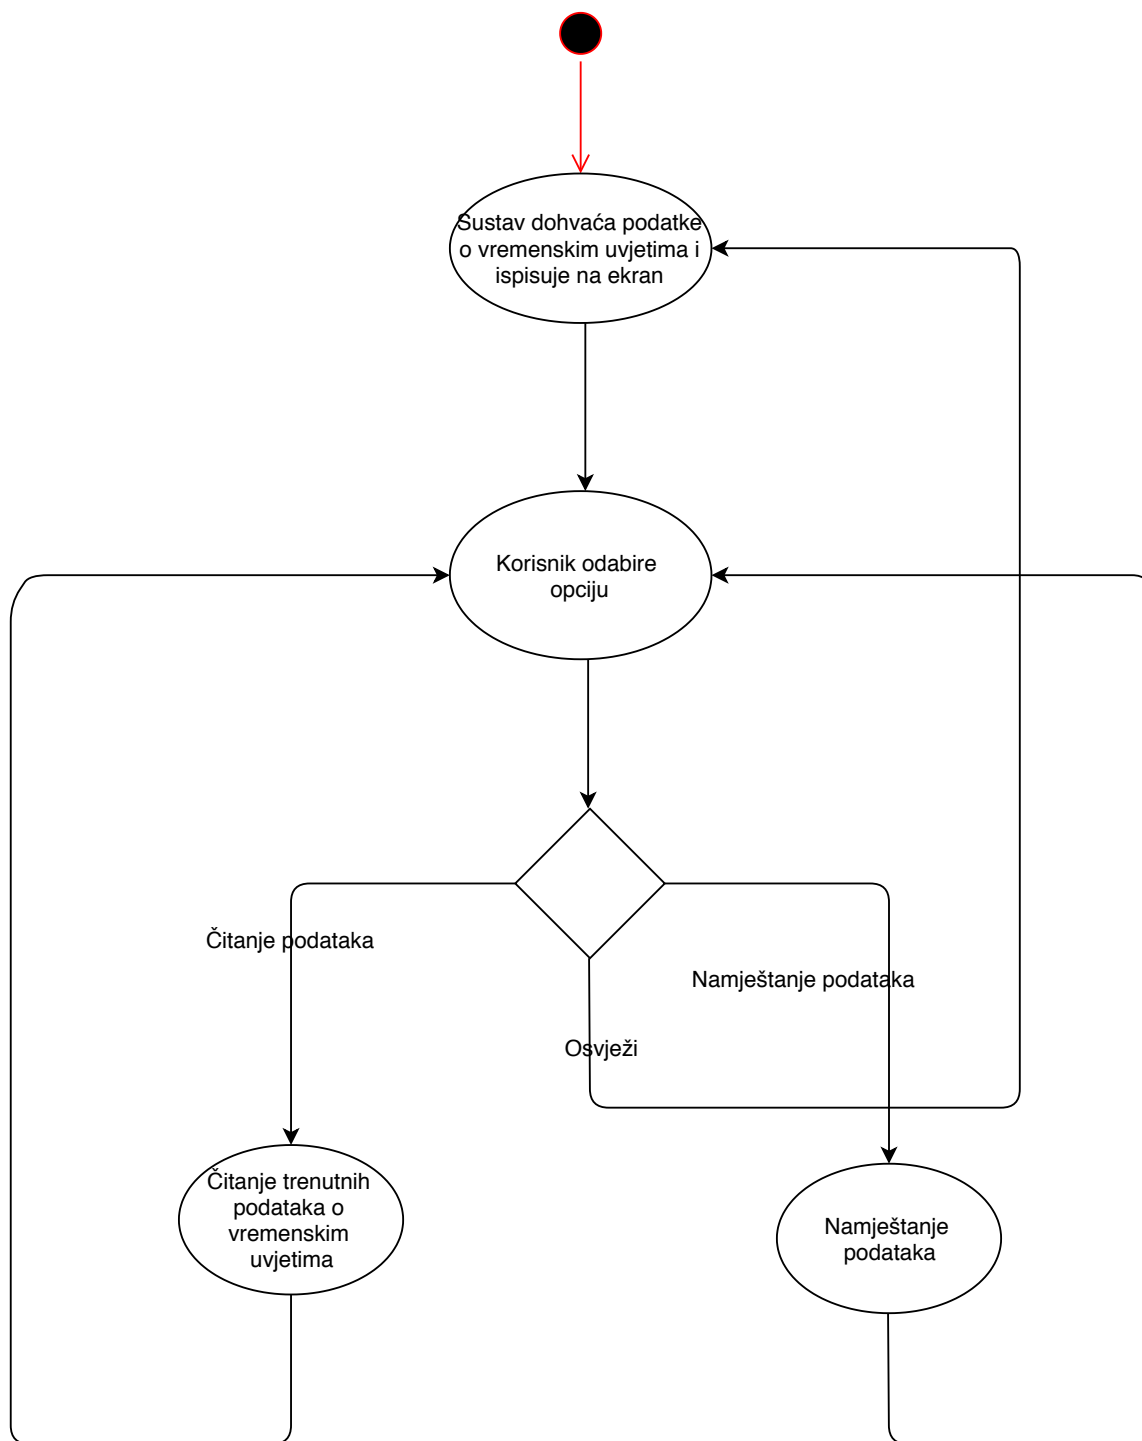 Sustav dohvaća podatke
o vremenskim uvjetima i
ispisuje na ekran
Korisnik odabire
opciju
Čitanje podataka
Namještanje podataka
Osvježi
Čitanje trenutnih
podataka o
vremenskim
uvjetima
Namještanje
podataka